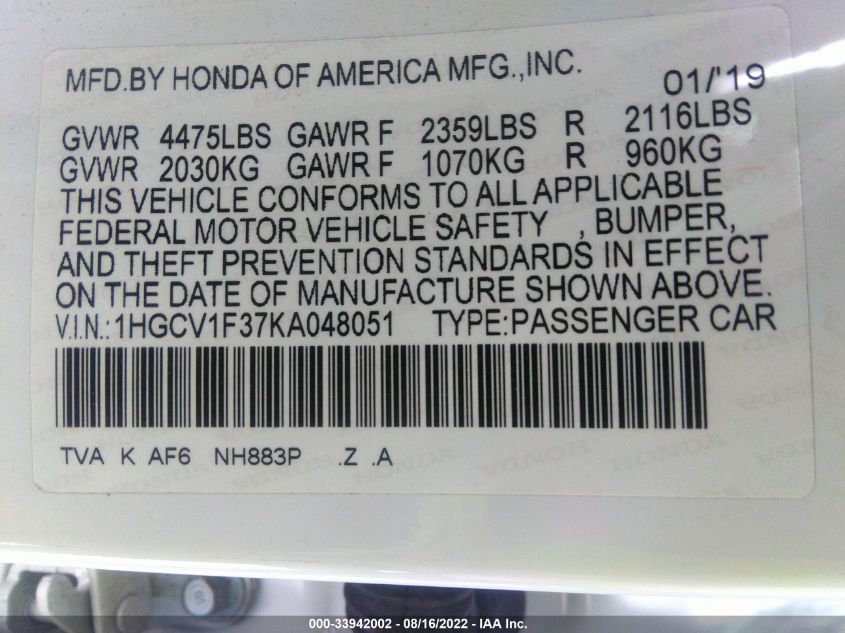 MFD.BY HONDA OF AMERICA MFG.,INC. 01/'19
GVWR 4475LBS GAWR F 2359LBS R 2116LBS
GVWR 2030KG GAWR F 1070KG R 960KG
THIS VEHICLE CONFORMS TO ALL APPLICABLE
FEDERAL MOTOR VEHICLE SAFETY , BUMPER,
AND THEFT PREVENTION STANDARDS IN EFFECT
ON THE DATE OF MANUFACTURE SHOWN ABOVE.
V.I.N.:1HGCV1F37KA048051 TYPE:PASSENGER CAR
TVA K AF6 NH883P .Z .A
000-33942002 - 08/16/2022 - IAA Inc.